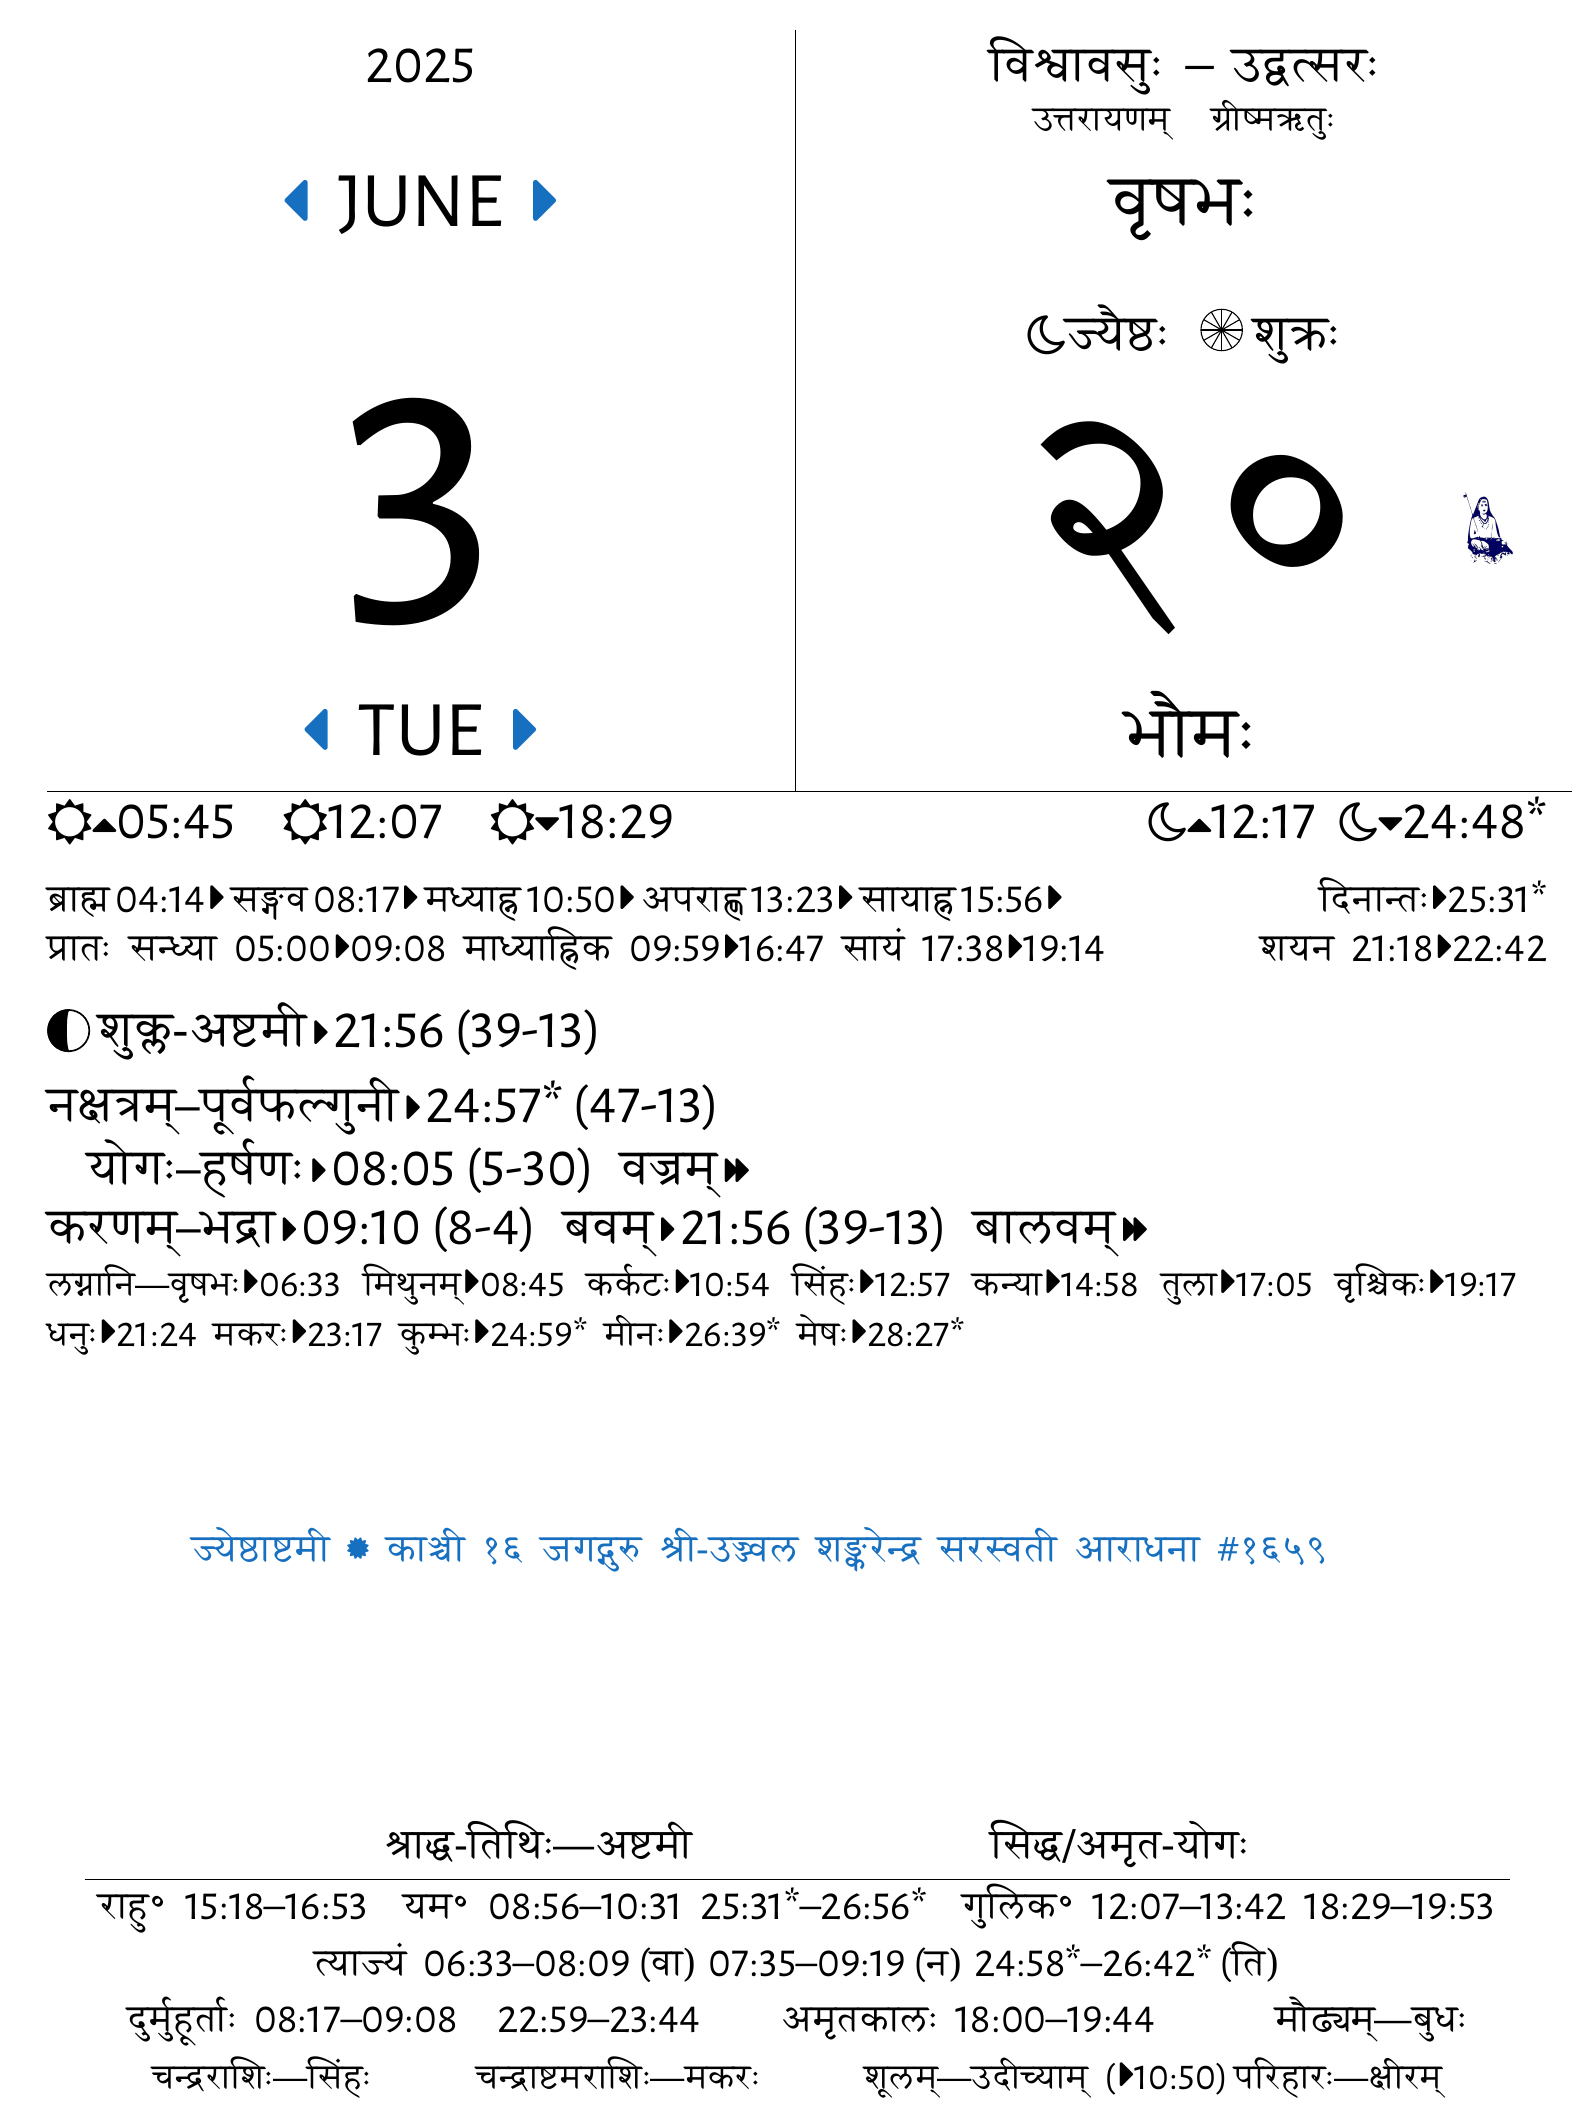 2025
JUNE
3
TUE
विश्वावसुः – उद्वत्सरः
उत्तरायणम् ग्रीष्मऋतुः
वृषभः
ज्यैष्ठः शुक्रः
२०
भौमः
05:45 12:07 18:29 12:17 24:48*
ब्राह्म 04:14 सङ्गव 08:17 मध्याह्न 10:50 अपराह्ण 13:23 सायाह्न 15:56 दिनान्तः 25:31*
प्रातः सन्ध्या 05:00 09:08 माध्याह्निक 09:59 16:47 सायं 17:38 19:14 शयन 21:18 22:42
शुक्ल-अष्टमी 21:56 (39-13)
नक्षत्रम्–पूर्वफल्गुनी 24:57* (47-13)
योगः–हर्षणः 08:05 (5-30) वज्रम्
करणम्–भद्रा 09:10 (8-4) बवम् 21:56 (39-13) बालवम्
लग्नानि—वृषभः 06:33 मिथुनम् 08:45 कर्कटः 10:54 सिंहः 12:57 कन्या 14:58 तुला 17:05 वृश्चिकः 19:17
धनुः 21:24 मकरः 23:17 कुम्भः 24:59* मीनः 26:39* मेषः 28:27*
ज्येष्ठाष्टमी ✹ काञ्ची १६ जगद्गुरु श्री-उज्ज्वल शङ्करेन्द्र सरस्वती आराधना #१६५९
श्राद्ध-तिथिः—अष्टमी सिद्ध/अमृत-योगः
राहु॰ 15:18–16:53 यम॰ 08:56–10:31 25:31*–26:56* गुलिक॰ 12:07–13:42 18:29–19:53
त्याज्यं 06:33–08:09 (वा) 07:35–09:19 (न) 24:58*–26:42* (ति)
दुर्मुहूर्ताः 08:17–09:08 22:59–23:44 अमृतकालः 18:00–19:44 मौढ्यम्—बुधः
चन्द्रराशिः—सिंहः चन्द्राष्टमराशिः—मकरः शूलम्—उदीच्याम् (10:50) परिहारः—क्षीरम्